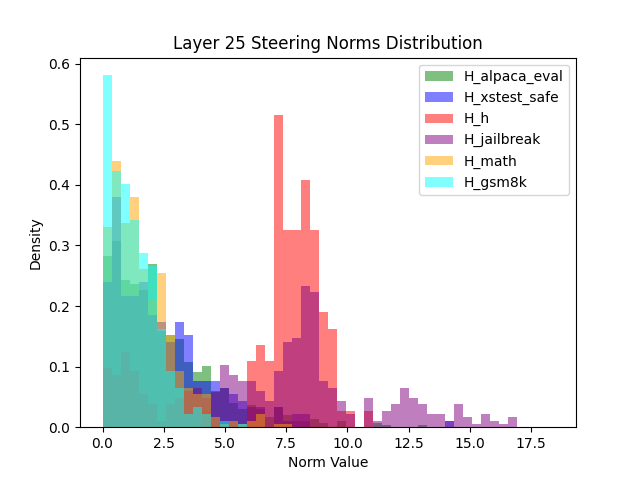 Layer 25 Steering Norms Distribution
H_alpaca_eval
H_xstest_safe
H_h
H_jailbreak
H_math
H_gsm8k
0.6
0.5
0.4
0.3
0.2
0.1
0.0
Density
0.0 2.5 5.0 7.5 10.0 12.5 15.0 17.5
Norm Value